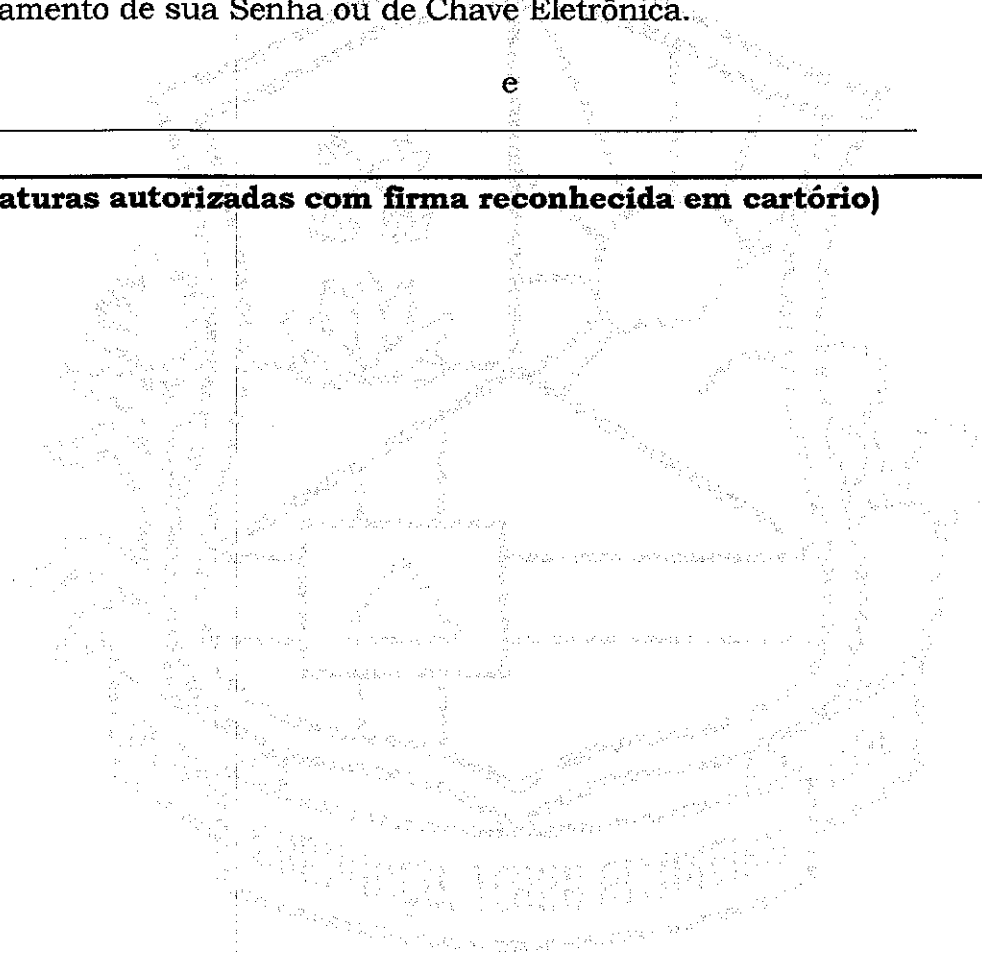 amento de sua Senha ou de Chave Eletrônica.
e
aturas autorizadas com firma reconhecida em cartório)